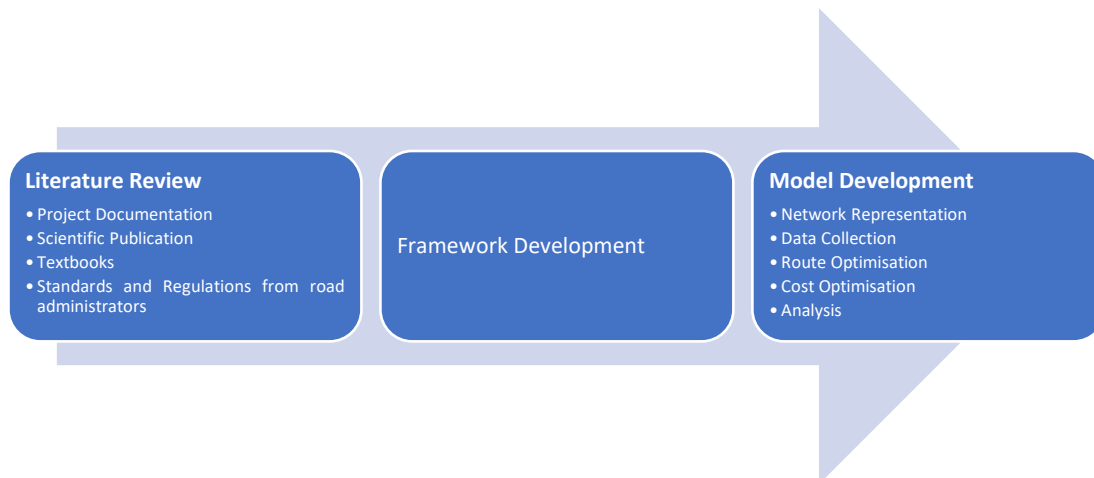 Literature Review
• Project Documentation
• Scientific Publication
• Textbooks
• Standards and Regulations from road
administrators
Framework Development
Model Development
• Network Representation
• Data Collection
• Route Optimisation
• Cost Optimisation
• Analysis